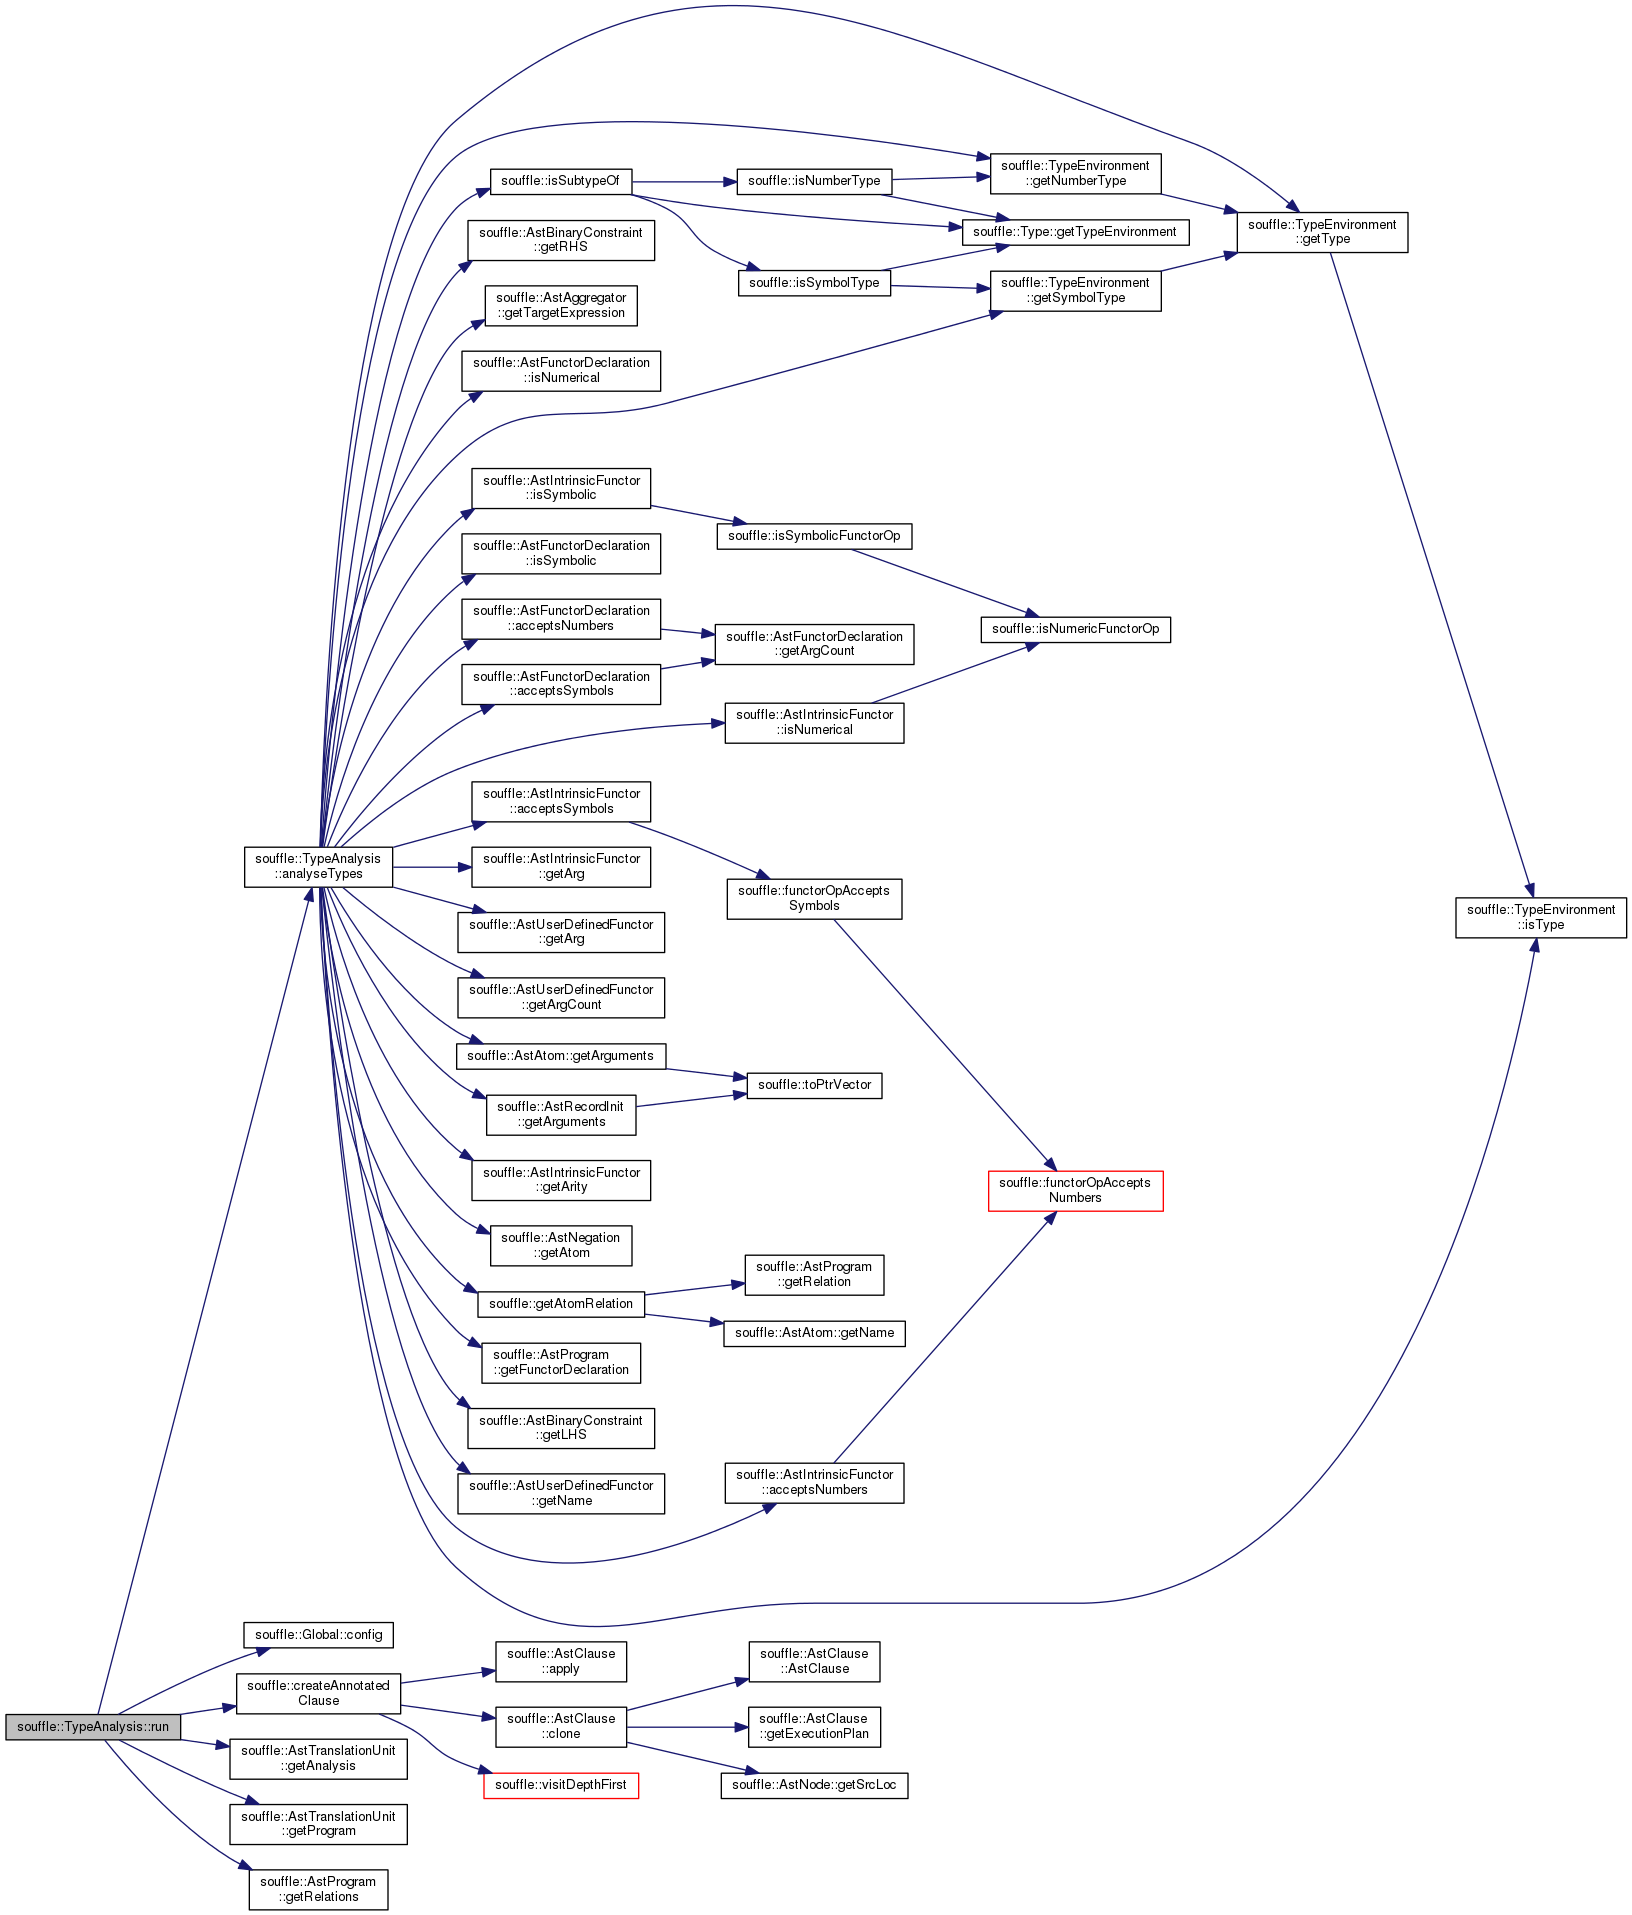 souffle::TypeEnvironment
::getNumberType
souffle::isSubtypeOf
souffle::isNumberType
souffle::TypeEnvironment
::getType
souffle::AstBinaryConstraint
::getRHS
souffle::Type::getTypeEnvironment
souffle::isSymbolType
souffle::TypeEnvironment
::getSymbolType
souffle::AstAggregator
::getTargetExpression
souffle::AstFunctorDeclaration
::isNumerical
souffle::AstIntrinsicFunctor
::isSymbolic
souffle::isSymbolicFunctorOp
souffle::AstFunctorDeclaration
::isSymbolic
souffle::AstFunctorDeclaration
::acceptsNumbers
souffle::isNumericFunctorOp
souffle::AstFunctorDeclaration
::getArgCount
souffle::AstFunctorDeclaration
::acceptsSymbols
souffle::AstIntrinsicFunctor
::isNumerical
souffle::AstIntrinsicFunctor
::acceptsSymbols
souffle::TypeAnalysis
::analyseTypes
souffle::AstIntrinsicFunctor
::getArg
souffle::functorOpAccepts
Symbols
souffle::TypeEnvironment
::isType
souffle::AstUserDefinedFunctor
::getArg
souffle::AstUserDefinedFunctor
::getArgCount
souffle::AstAtom::getArguments
souffle::toPtrVector
souffle::AstRecordInit
::getArguments
souffle::AstIntrinsicFunctor
::getArity
souffle::functorOpAccepts
Numbers
souffle::AstNegation
::getAtom
souffle::AstProgram
::getRelation
souffle::getAtomRelation
souffle::AstAtom::getName
souffle::AstProgram
::getFunctorDeclaration
souffle::AstBinaryConstraint
::getLHS
souffle::AstIntrinsicFunctor
::acceptsNumbers
souffle::AstUserDefinedFunctor
::getName
souffle::Global::config
souffle::AstClause
::apply
souffle::AstClause
::AstClause
souffle::createAnnotated
Clause
souffle::TypeAnalysis::run
souffle::AstClause
::clone
souffle::AstClause
::getExecutionPlan
souffle::AstTranslationUnit
::getAnalysis
souffle::visitDepthFirst
souffle::AstNode::getSrcLoc
souffle::AstTranslationUnit
::getProgram
souffle::AstProgram
::getRelations